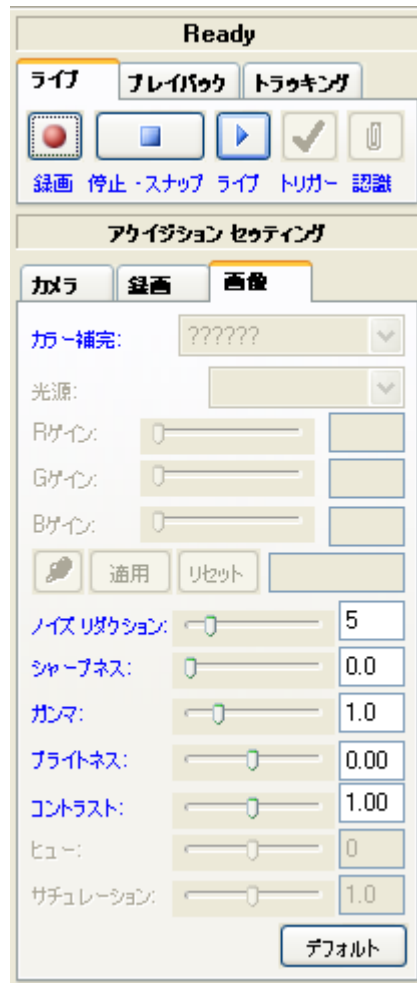 Ready
ライブ プレイバック トラッキング
録画 停止・スナップ ライブ トリガー 認識
アクイジション セッティング
カメラ 録画 画像
カラー補完: ??????
光源:
Rゲイン:
Gゲイン:
Bゲイン:
適用 リセット
ノイズ リダクション: 5
シャープネス: 0.0
ガンマ: 1.0
ブライトネス: 0.00
コントラスト: 1.00
ヒュー: 0
サチュレーション: 1.0
デフォルト